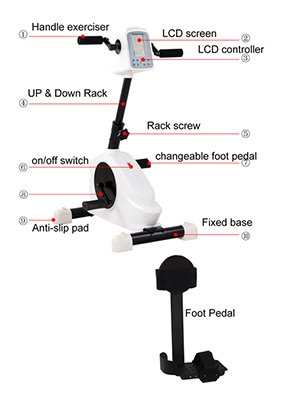 Handle exerciser
①
LCD screen
②
LCD controller
③
UP & Down Rack
④
Rack screw
⑤
on/off switch
⑥
changeable foot pedal
⑦
⑧
⑨
Anti-slip pad
Fixed base
⑩
Foot Pedal